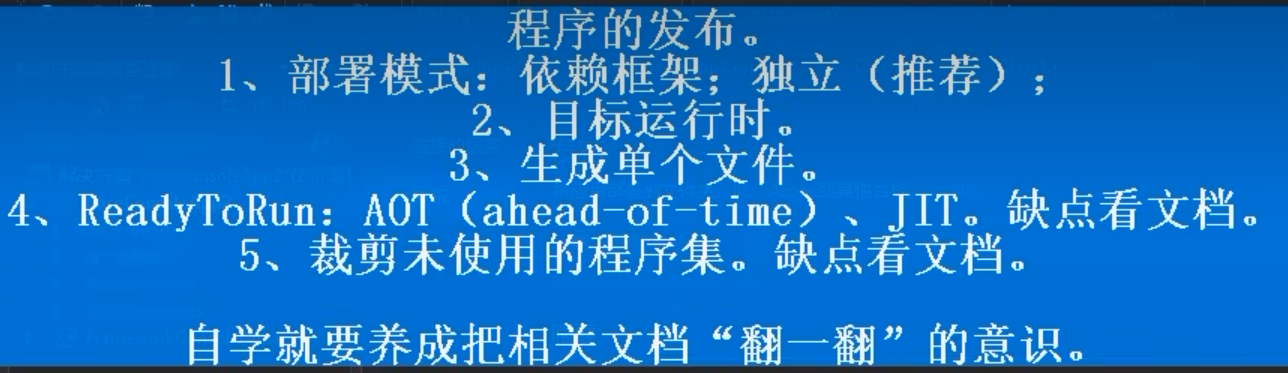 程序的发布。
1、部署模式：依赖框架；独立（推荐）；
2、目标运行时。
3、生成单个文件。
4、ReadyToRun：AOT（ahead-of-time）、JIT。缺点看文档。
5、裁剪未使用的程序集。缺点看文档。
自学就要养成把相关文档“翻一翻”的意识。